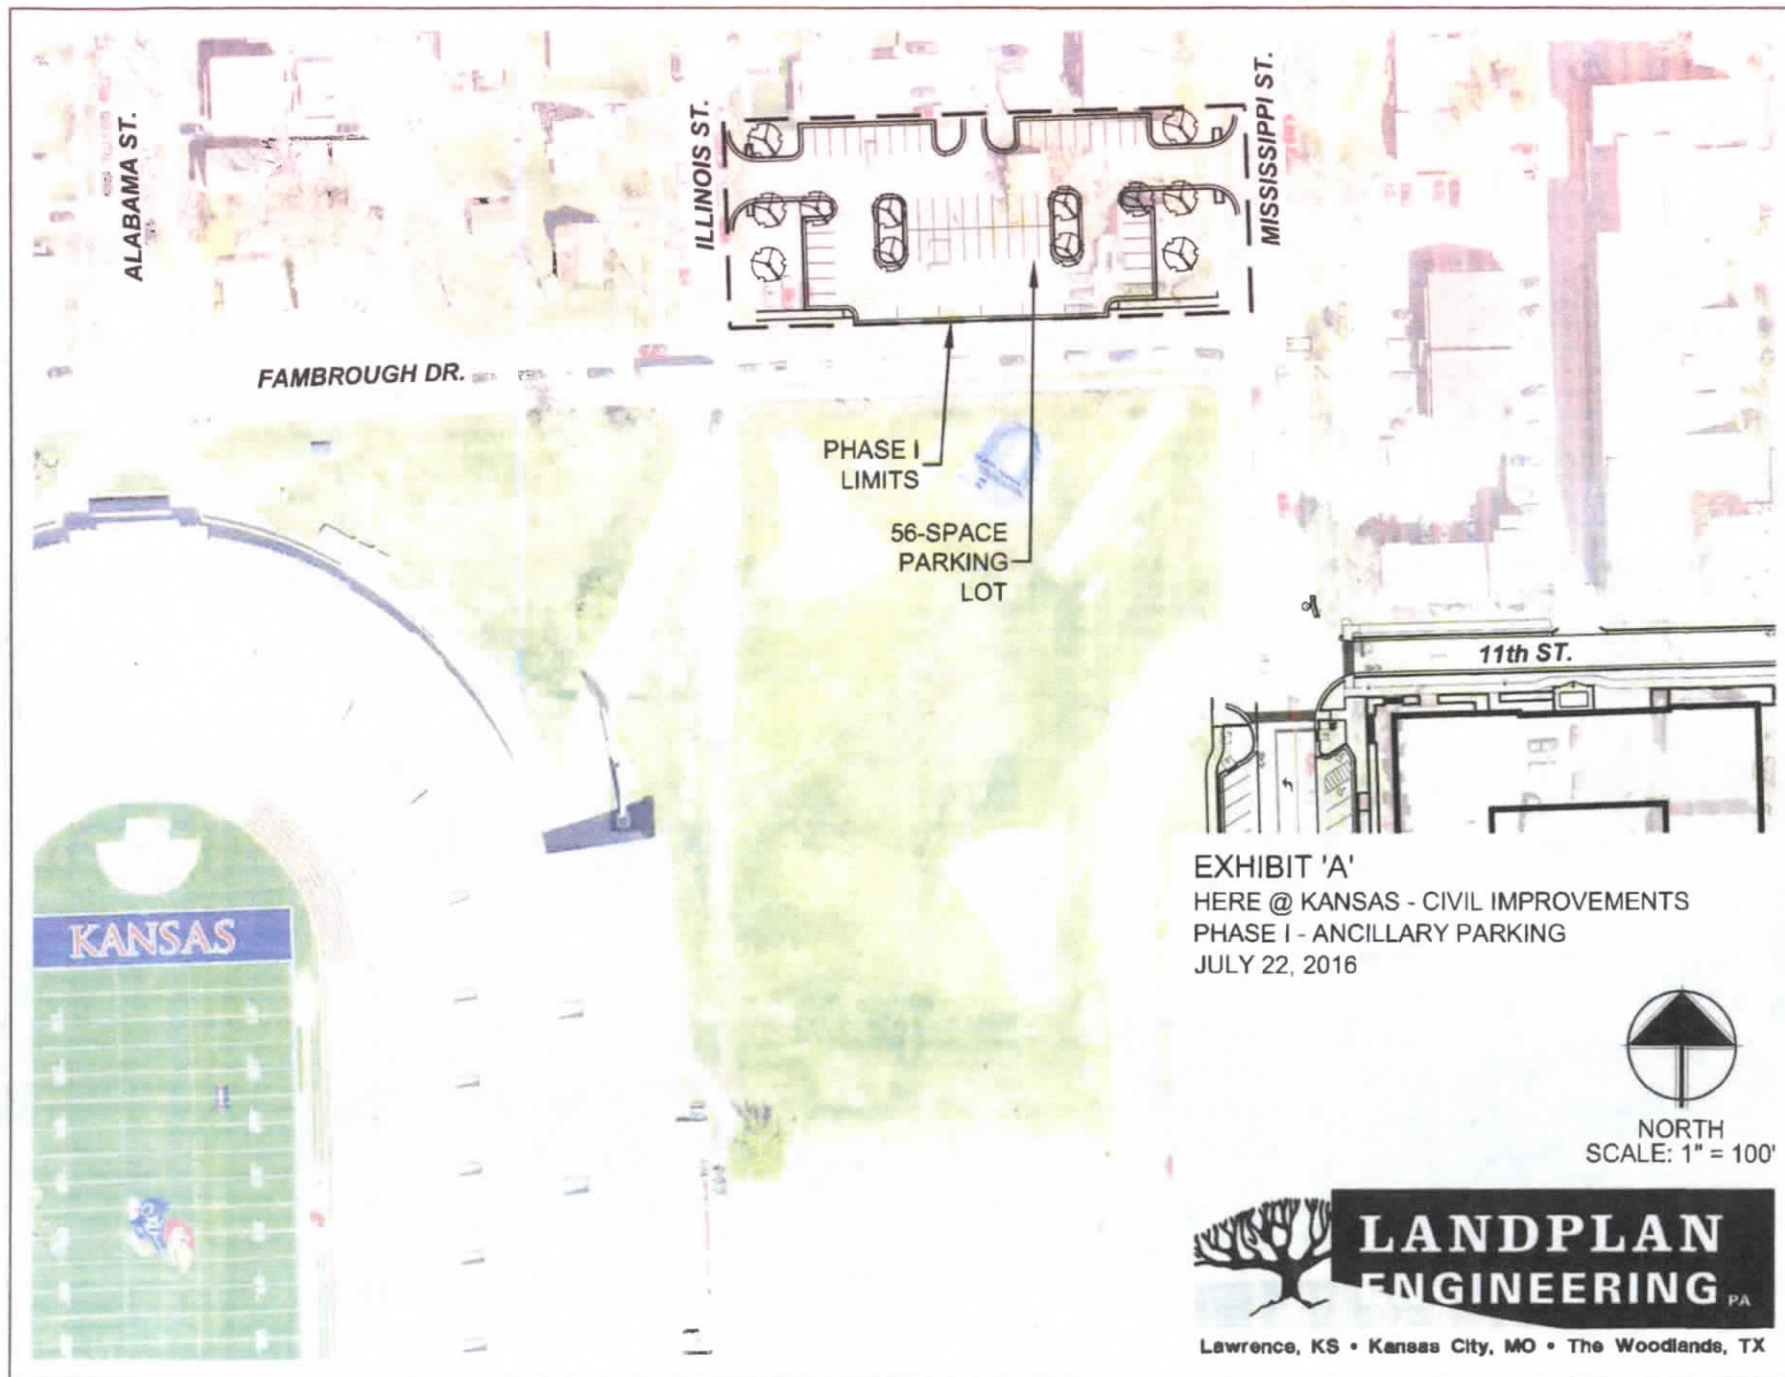 ALABAMA ST.
ILLINOIS ST.
MISSISSIPPI ST.
FAMBROUGH DR.
PHASE I
LIMITS
56-SPACE
PARKING
LOT
11th ST.
KANSAS
EXHIBIT 'A'
HERE @ KANSAS - CIVIL IMPROVEMENTS
PHASE I - ANCILLARY PARKING
JULY 22, 2016
NORTH
SCALE: 1" = 100'
LANDPLAN
ENGINEERING PA
Lawrence, KS • Kansas City, MO • The Woodlands, TX